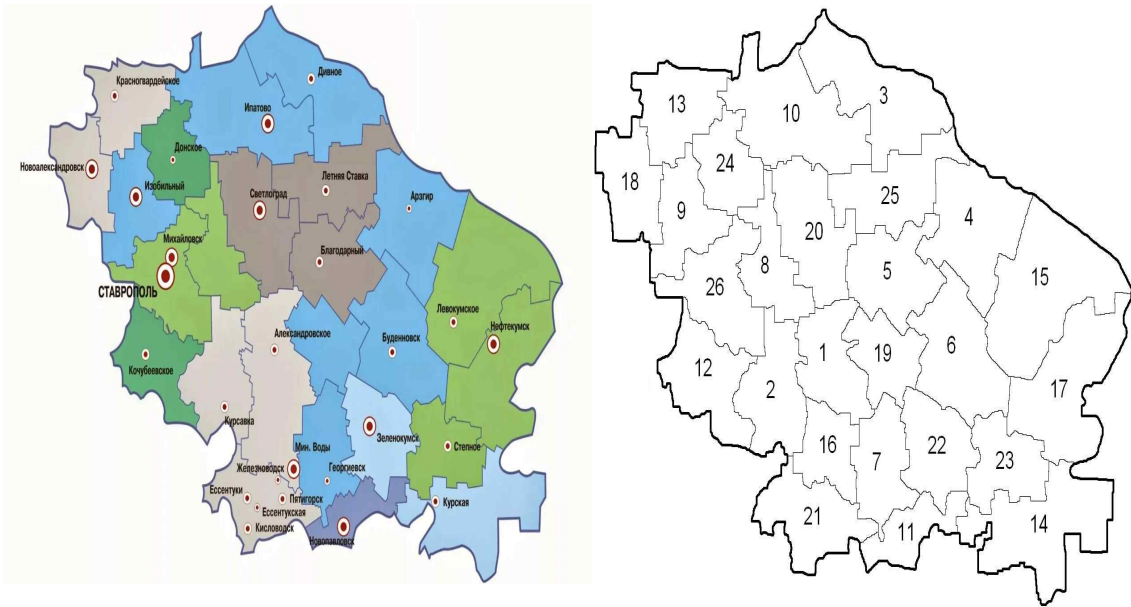 Дивное
Красногвардейское
Ипатово
Донское
Новоалександровск
Изобильный
Летняя Ставка
Светлоград
Арзгир
Михайловск
Благодарный
СТАВРОПОЛЬ
Левокумское
Нефтекумск
Александровское
Буденновск
Кочубеевское
Курсавка
Зеленокумск
Степное
Мин. Воды
Железноводск
Георгиевск
Ессентуки
Пятигорск
Ессентукская
Курская
Кисловодск
Новопавловск
3
13
10
24
18
25
9
4
20
8
5
15
26
1
19
6
12
2
17
16
7
22
23
21
11
14